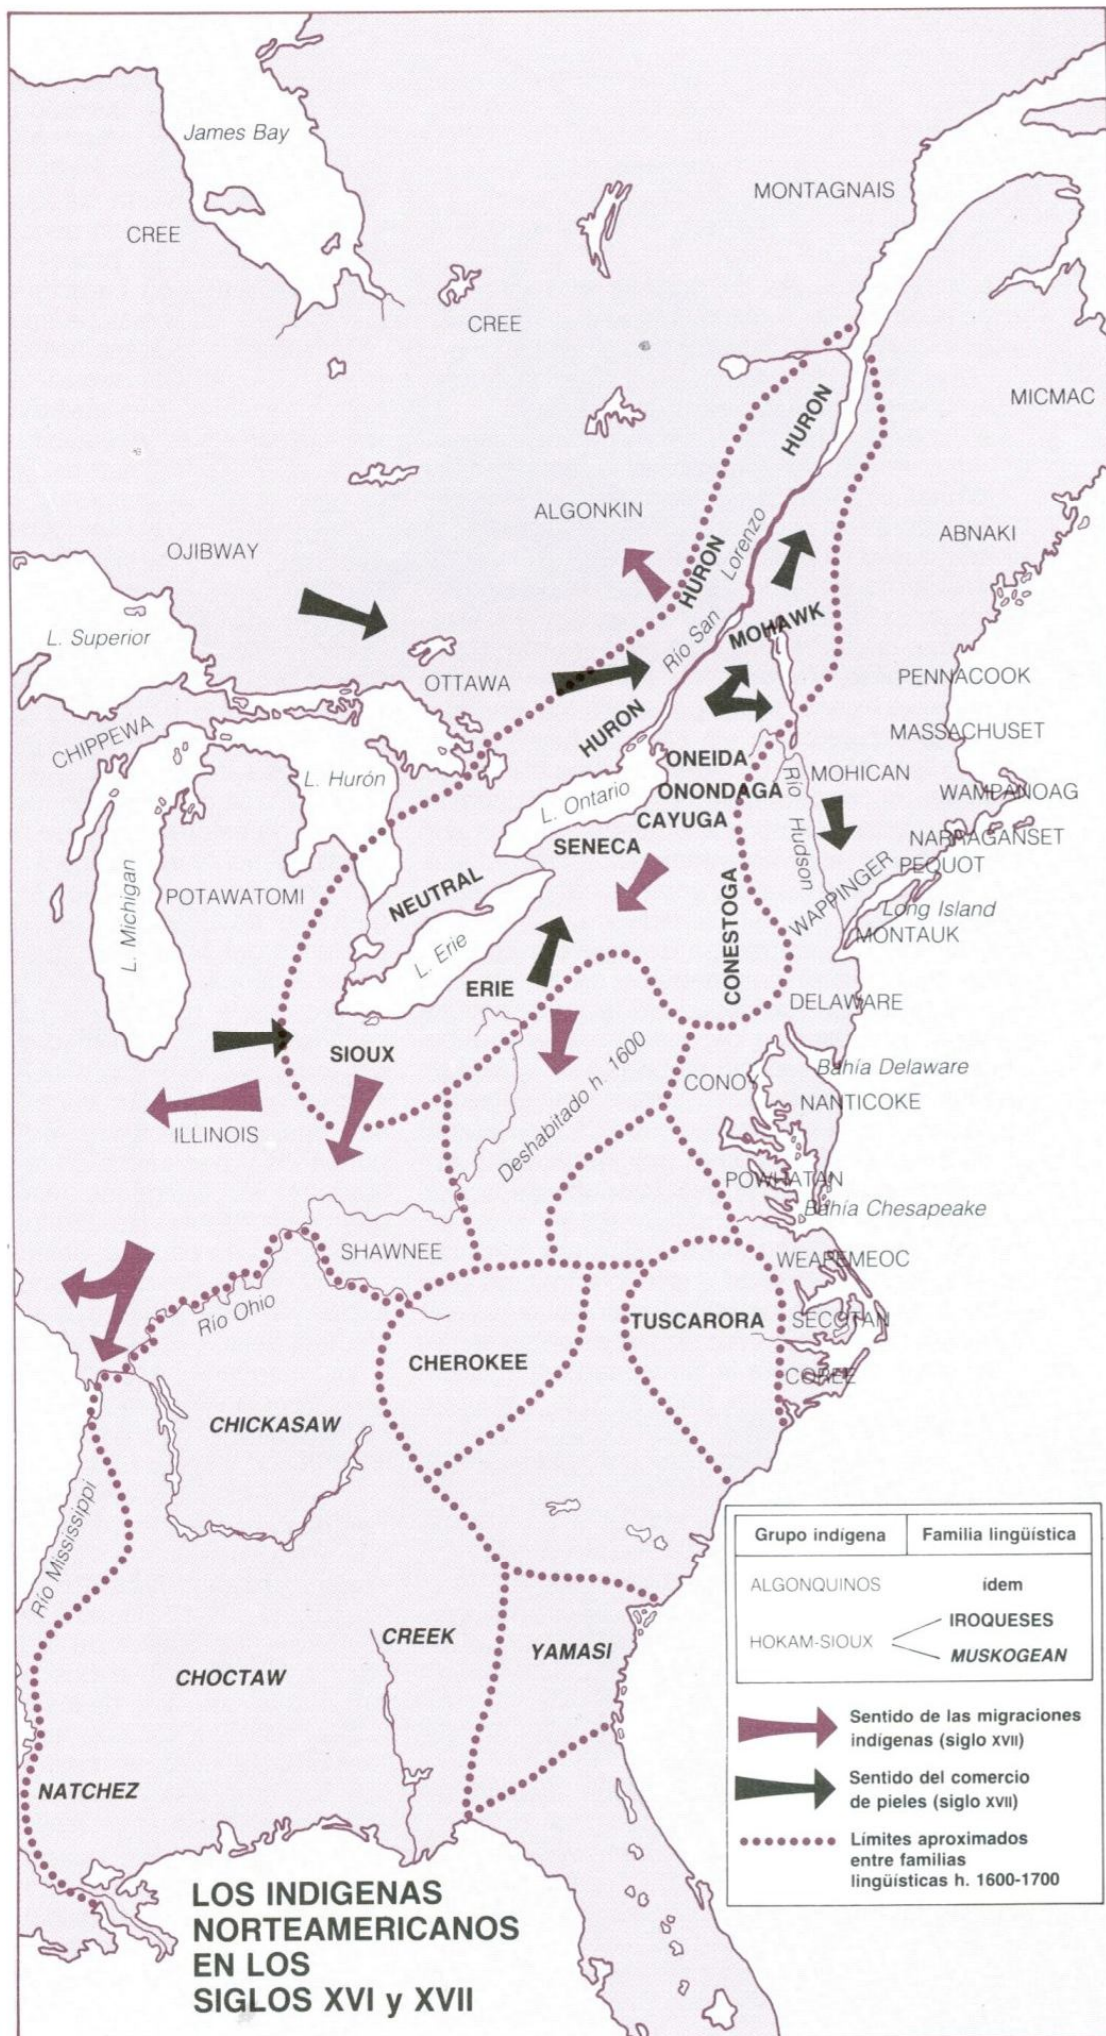 James Bay
MONTAGNAIS
CREE
CREE
MICMAC
HURON
ALGONKIN
ABNAKI
OJIBWAY
HURON
Río San Lorenzo
L. Superior
MOHAWK
OTTAWA
PENNACOOK
CHIPPEWA
HURON
MASSACHUSET
ONEIDA
L. Hurón
MOHICAN
L. Ontario
ONONDAGA
WAMPANOAG
CAYUGA
Río Hudson
NARRAGANSET
SENECA
PEQUOT
POTAWATOMI
NEUTRAL
WAPPINGER
L. Michigan
Long Island
MONTAUK
L. Erie
CONESTOGA
ERIE
DELAWARE
SIOUX
Deshabitado h. 1600
Bahía Delaware
CONOY
NANTICOKE
ILLINOIS
POWHATAN
Bahía Chesapeake
SHAWNEE
WEAPEMEOC
Río Ohio
TUSCARORA
SECOTAN
CHEROKEE
COREE
CHICKASAW
Río Mississippi
CREEK
YAMASI
CHOCTAW
NATCHEZ
Grupo indígena Familia lingüística
ALGONQUINOS ídem
IROQUESES
HOKAM-SIOUX
MUSKOGEAN
Sentido de las migraciones
indígenas (siglo XVII)
Sentido del comercio
de pieles (siglo XVII)
Límites aproximados
entre familias
lingüísticas h. 1600-1700
LOS INDIGENAS
NORTEAMERICANOS
EN LOS
SIGLOS XVI y XVII